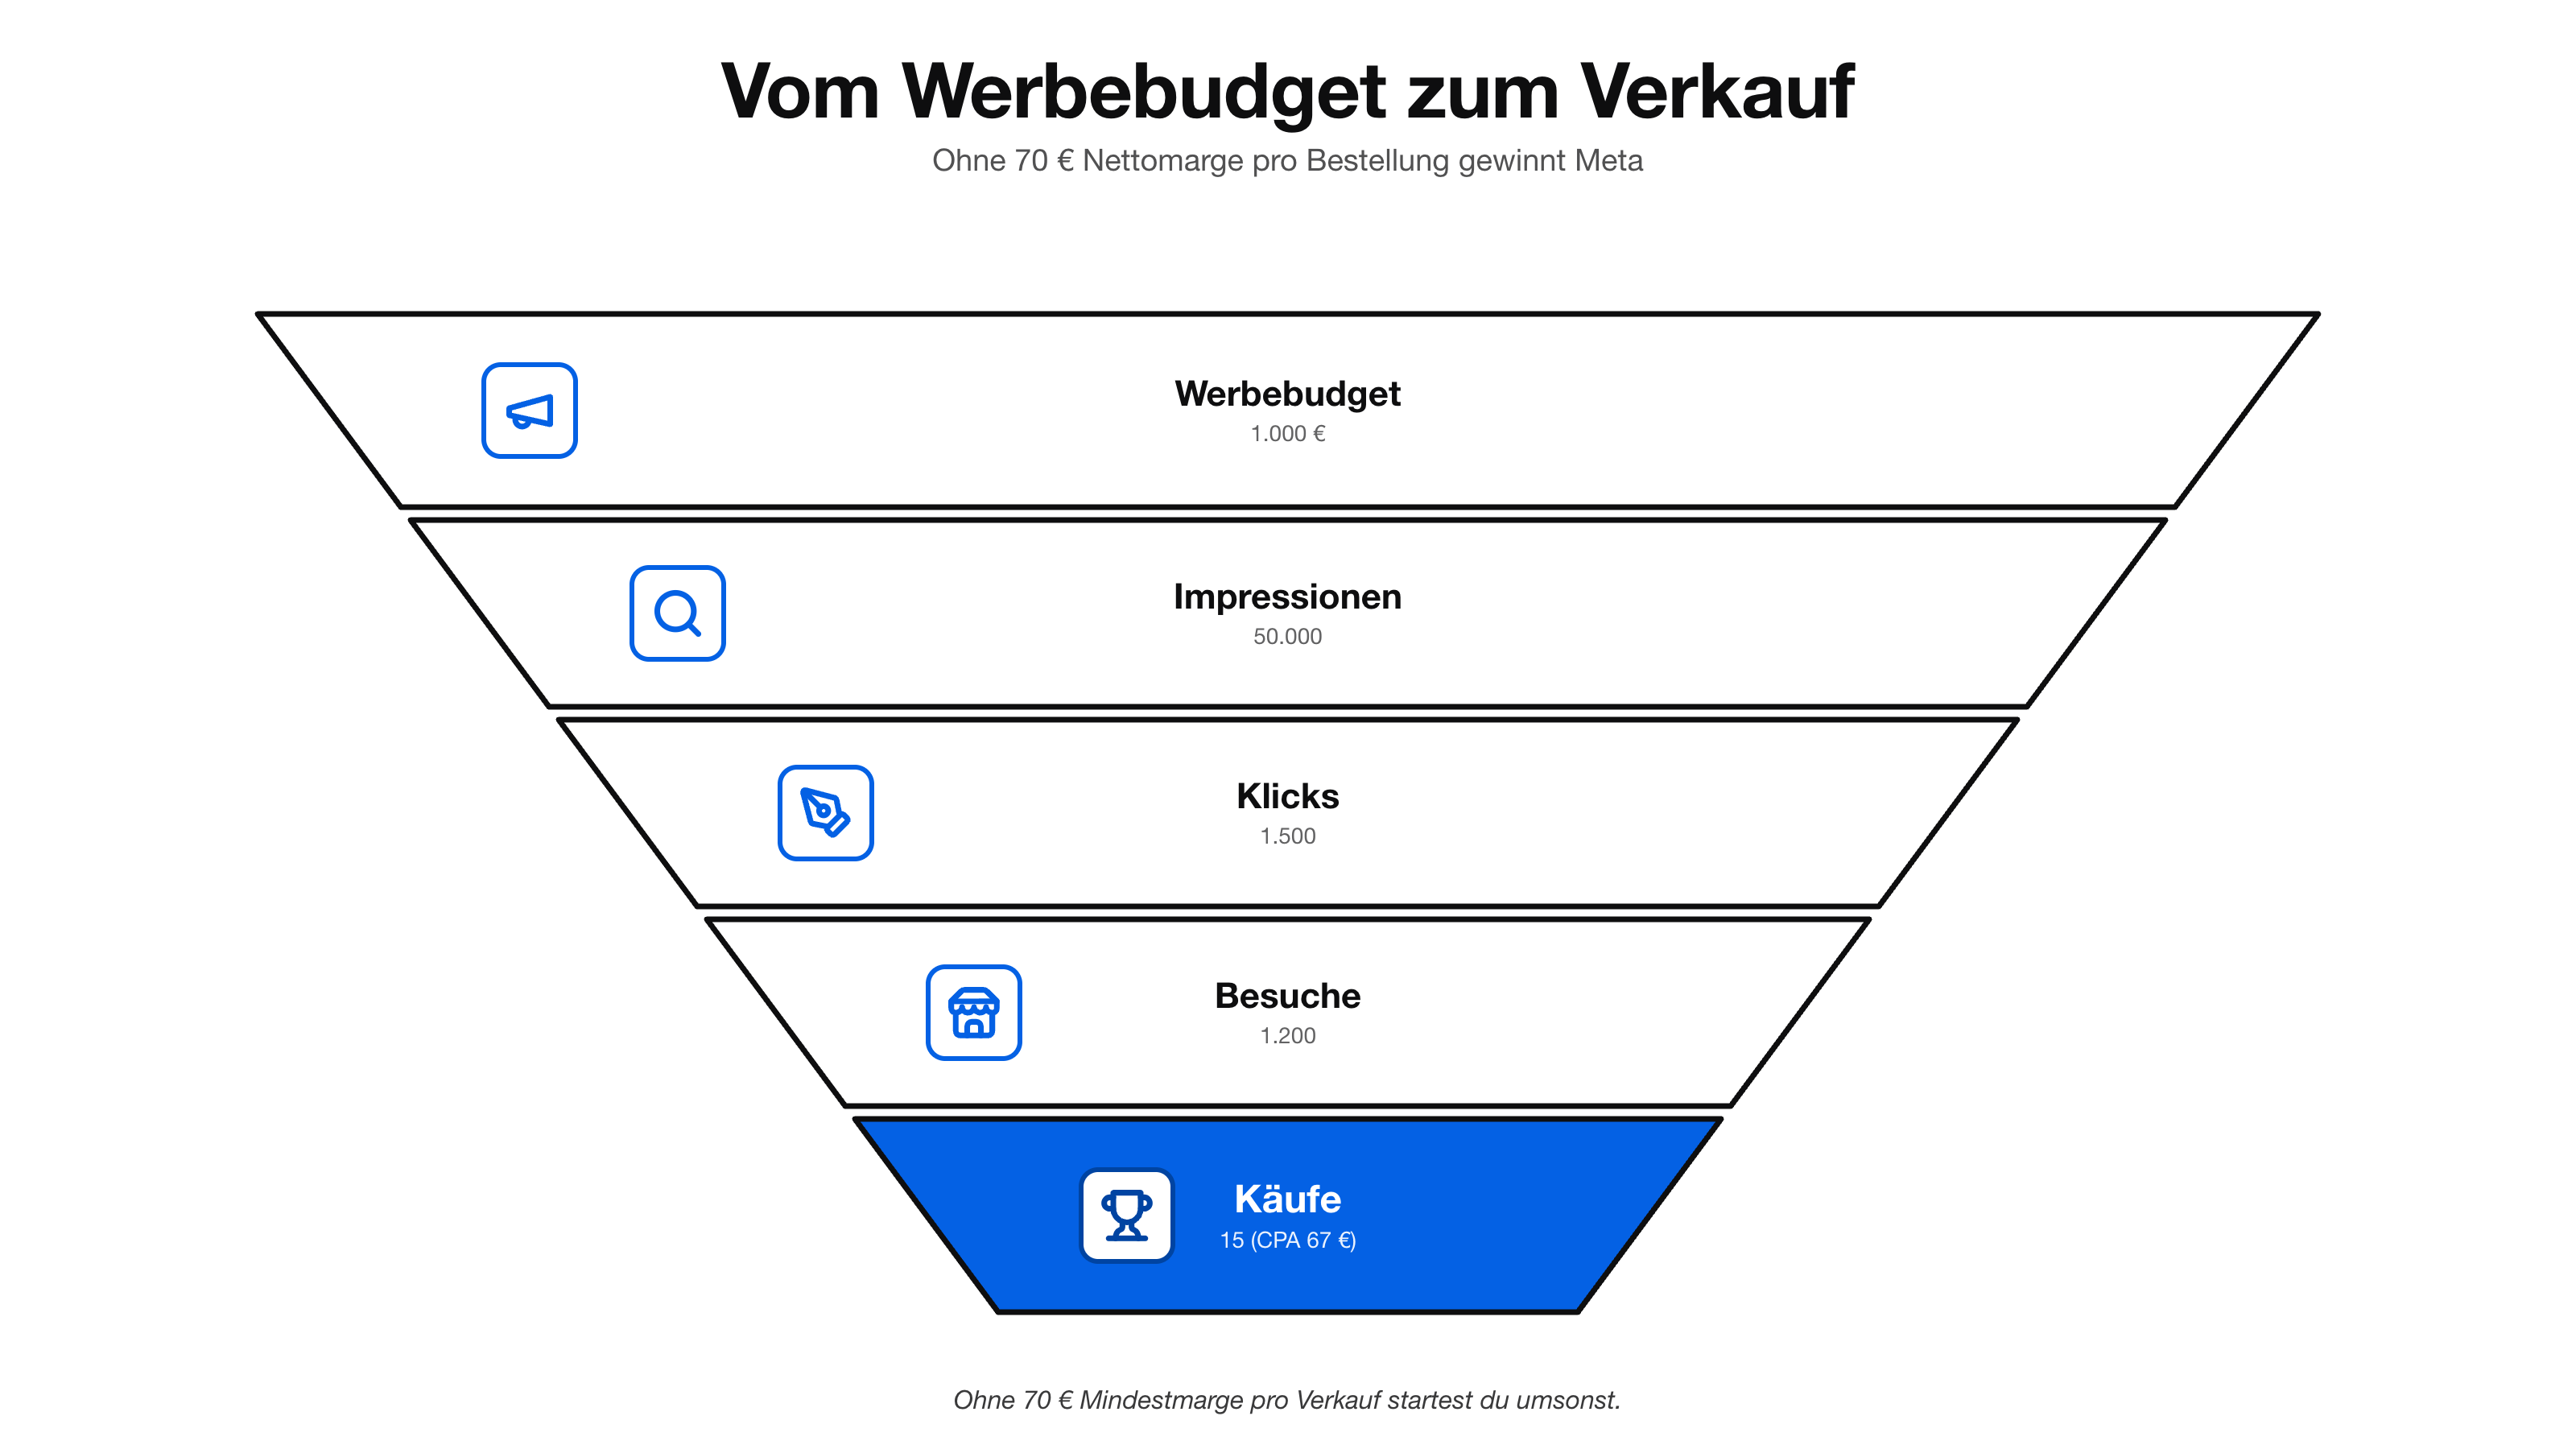 Vom Werbebudget zum Verkauf
Ohne 70 € Nettomarge pro Bestellung gewinnt Meta
Werbebudget
1.000 €
Impressionen
50.000
Klicks
1.500
Besuche
1.200
Käufe
15 (CPA 67 €)
Ohne 70 € Mindestmarge pro Verkauf startest du umsonst.